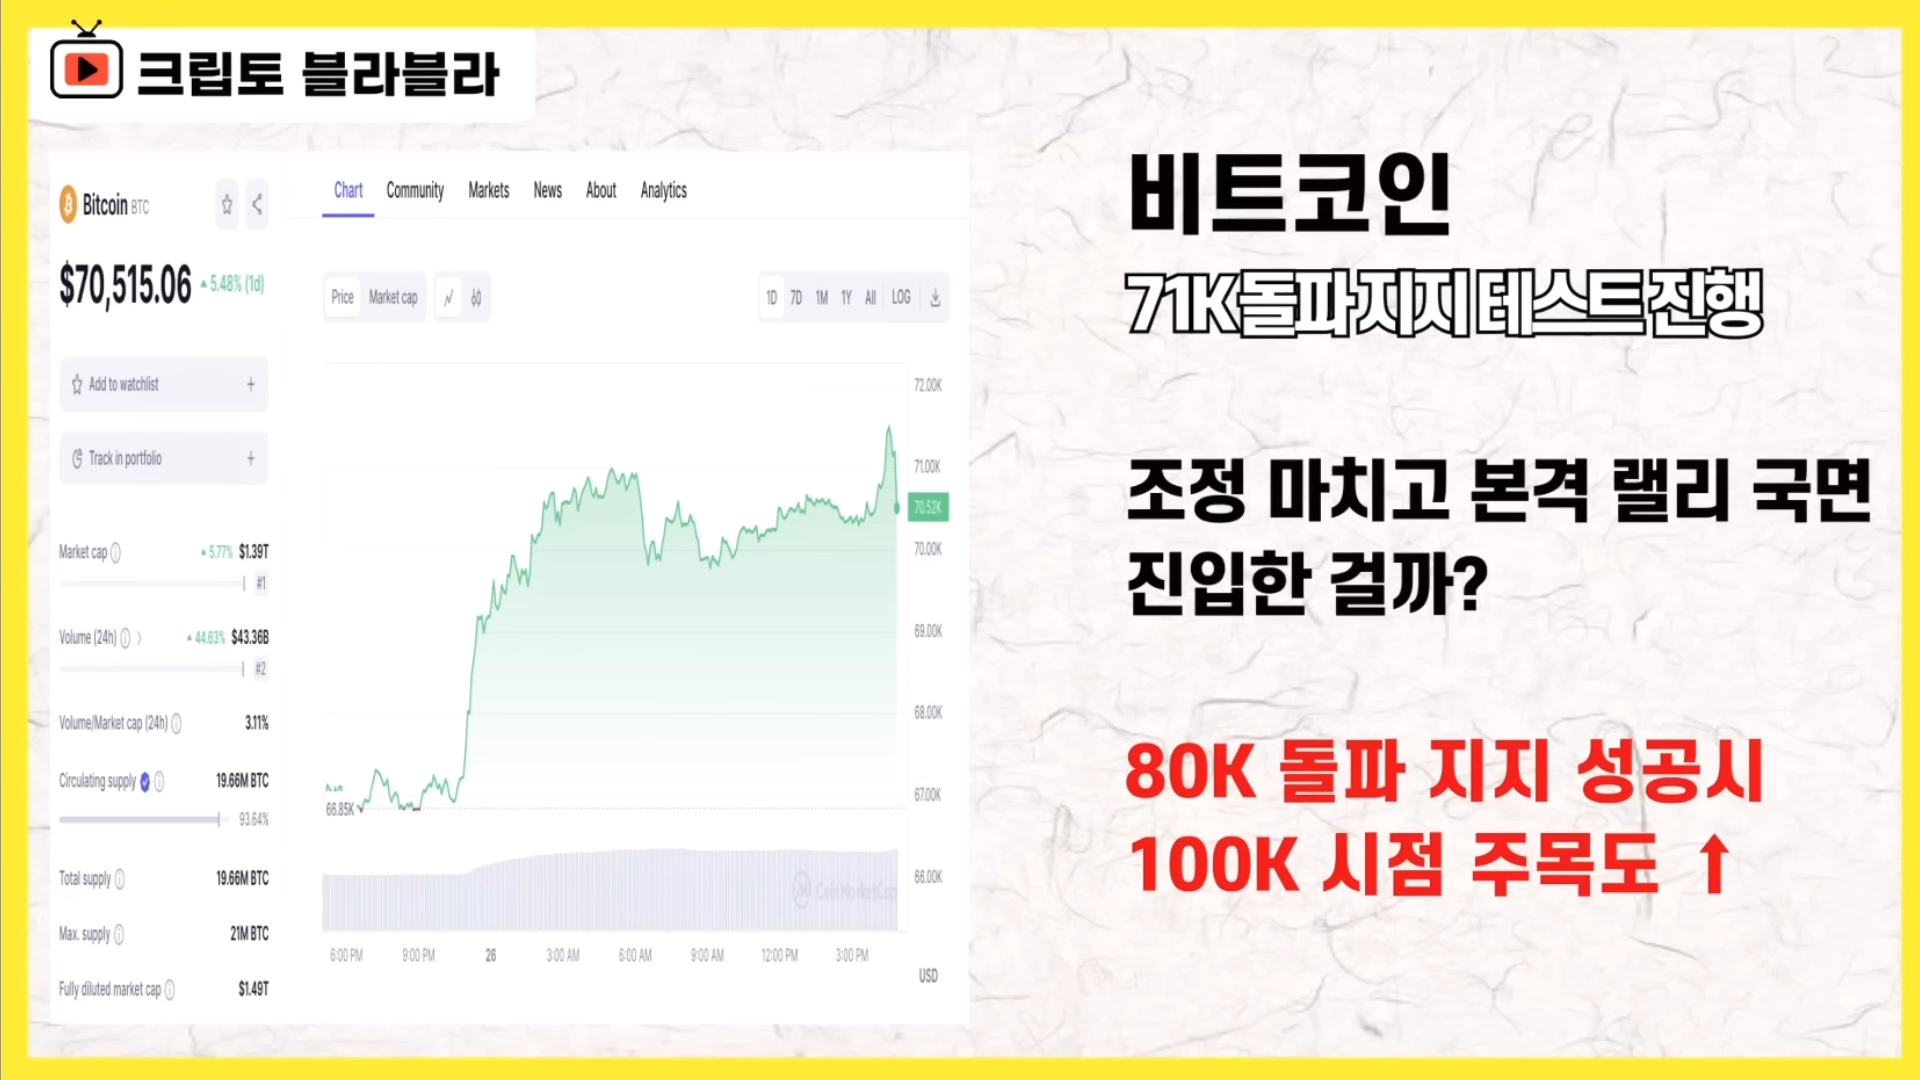 크립토 블라블라
Bitcoin BTC
$70,515.06 ▲ 5.48% (1d)
Add to watchlist +
Track in portfolio +
Market cap ▲ 5.77% $1.39T
#1
Volume (24h) ▲ 44.63% $43.36B
#2
Volume/Market cap (24h) 3.11%
Circulating supply 19.66M BTC
93.64%
Total supply 19.66M BTC
Max. supply 21M BTC
Fully diluted market cap $1.49T
Chart Community Markets News About Analytics
Price Market cap
1D 7D 1M 1Y All LOG
72.00K
71.00K
70.52K
70.00K
69.00K
68.00K
67.00K
66.85K
66.00K
CoinMarketCap
6:00 PM 9:00 PM 26 3:00 AM 6:00 AM 9:00 AM 12:00 PM 3:00 PM
USD
비트코인
71K돌파 지지 테스트 진행
조정 마치고 본격 랠리 국면
진입한 걸까?
80K 돌파 지지 성공시
100K 시점 주목도 ↑